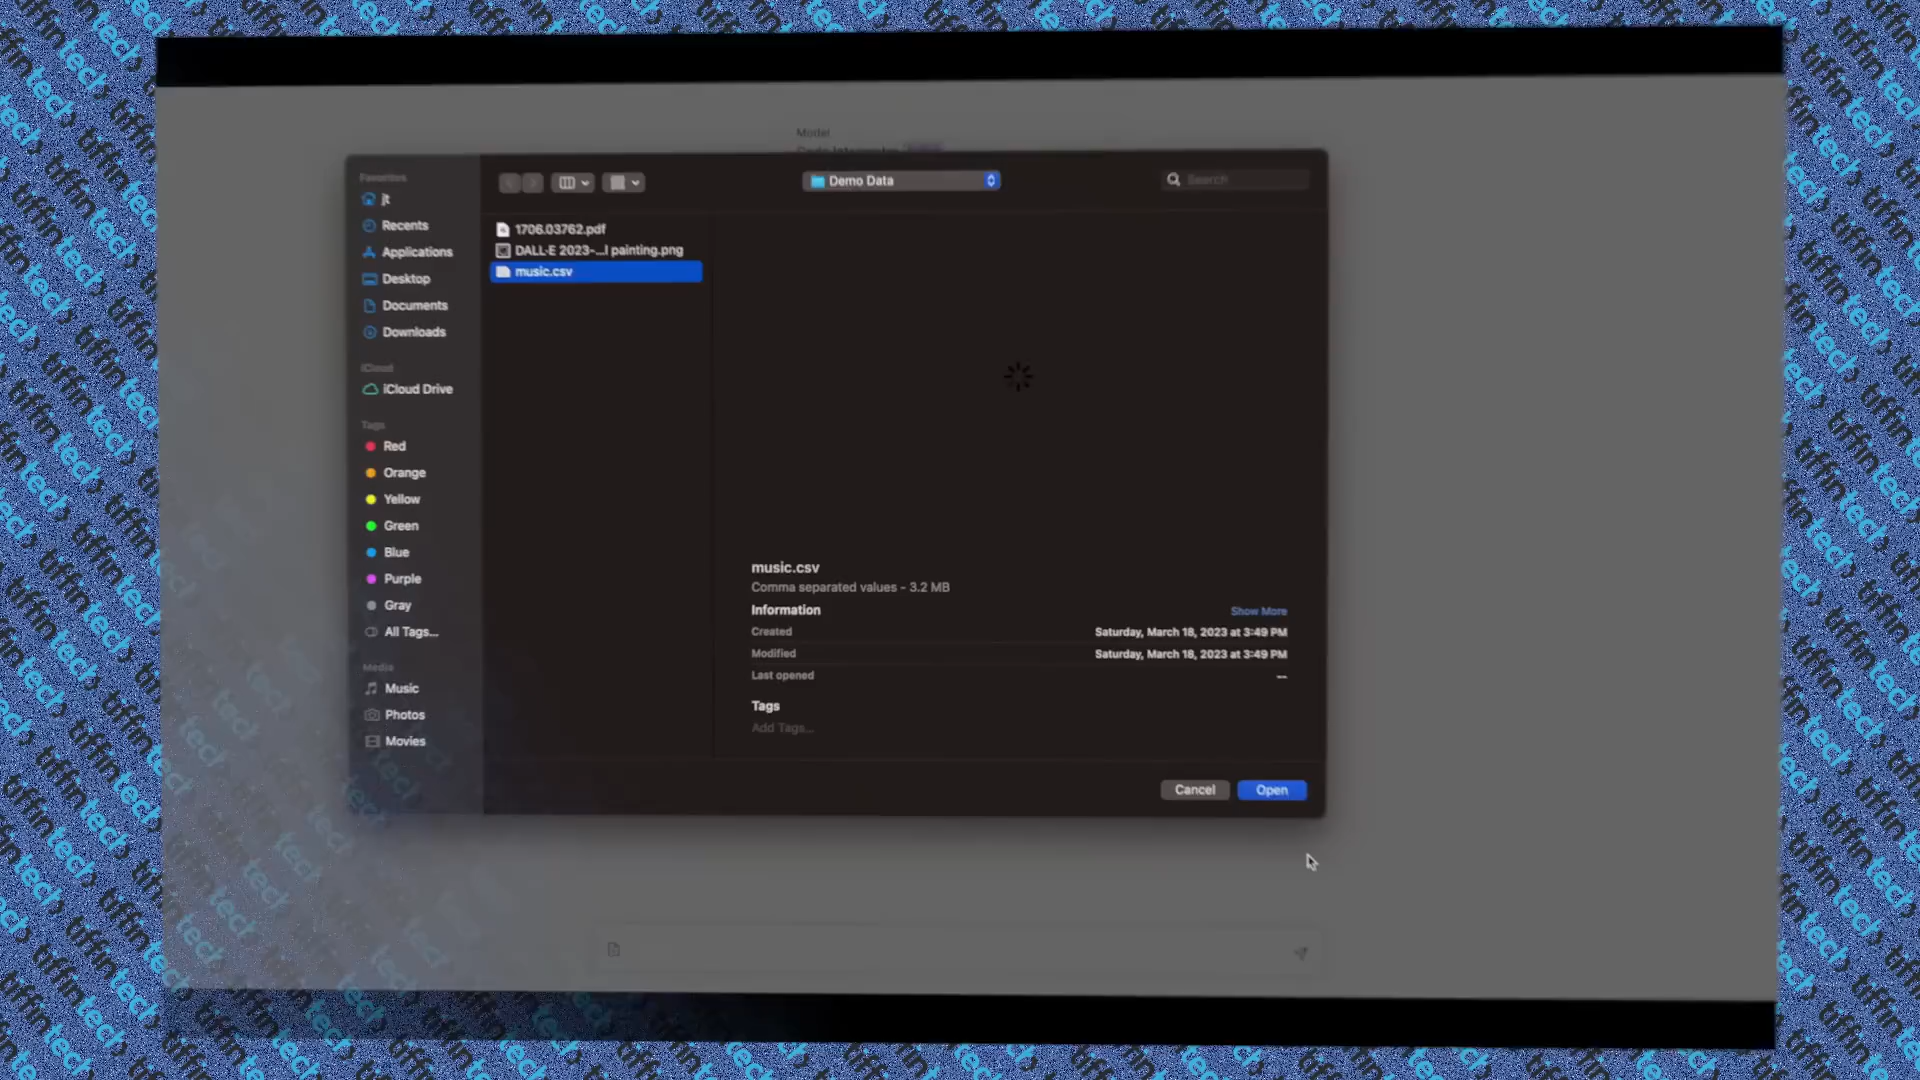 Model
Favorites
jt
Recents
Applications
Desktop
Documents
Downloads
iCloud
iCloud Drive
Tags
Red
Orange
Yellow
Green
Blue
Purple
Gray
All Tags...
Media
Music
Photos
Movies
Demo Data
Search
1706.03762.pdf
DALL·E 2023-...l painting.png
music.csv
music.csv
Comma separated values - 3.2 MB
Information
Show More
Created
Saturday, March 18, 2023 at 3:49 PM
Modified
Saturday, March 18, 2023 at 3:49 PM
Last opened
--
Tags
Add Tags...
Cancel
Open
tiffintech